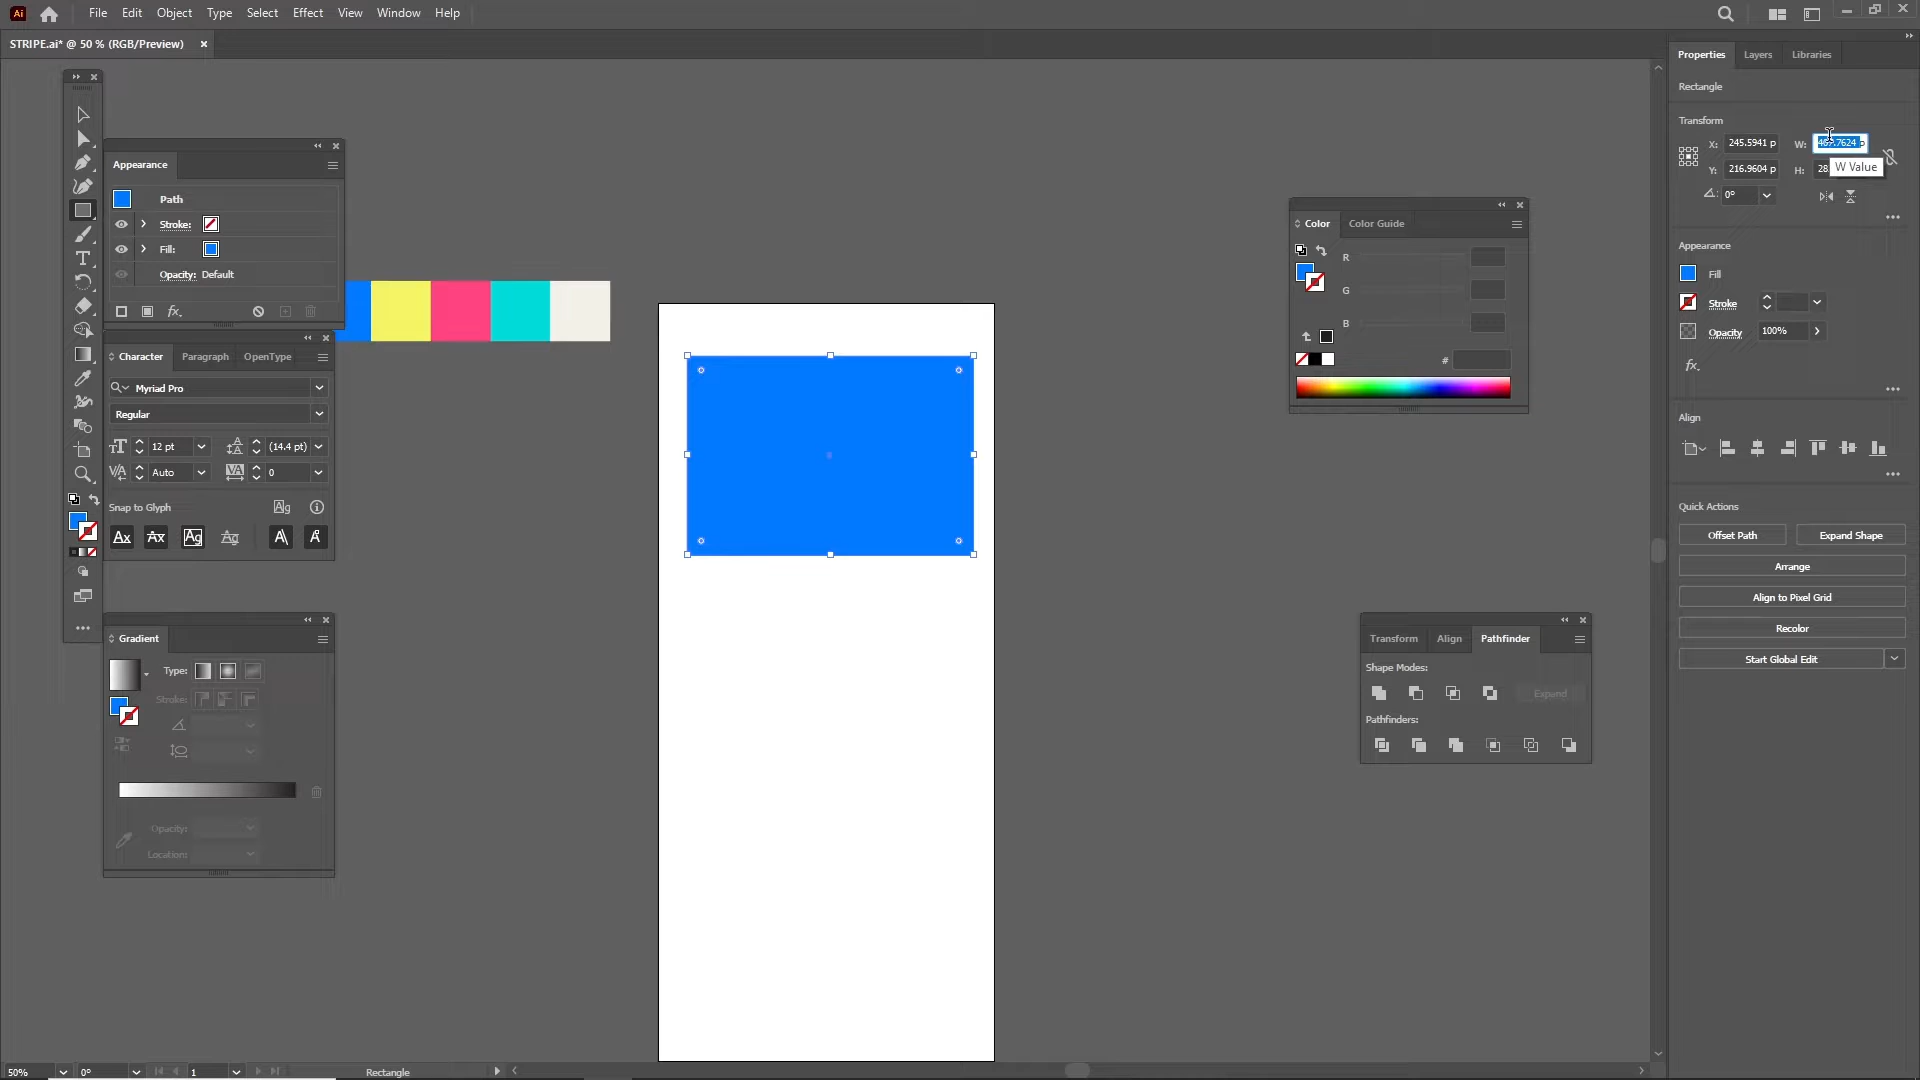 Ai File Edit Object Type Select Effect View Window Help
STRIPE.ai* @ 50 % (RGB/Preview) ×
Properties Layers Libraries
Rectangle
Transform
X: 245.5941 p W: .7624 p
W Value
Y: 216.9604 p H: 28
0°
Appearance
Fill
Stroke
Opacity 100%
fx.
Align
Quick Actions
Offset Path Expand Shape
Arrange
Align to Pixel Grid
Recolor
Start Global Edit
Appearance
Path
Stroke:
Fill:
Opacity: Default
fx.
Character Paragraph OpenType
Myriad Pro
Regular
12 pt (14.4 pt)
Auto 0
Snap to Glyph
Gradient
Type:
Stroke:
Opacity:
Location:
Color Color Guide
R
G
B
#
Transform Align Pathfinder
Shape Modes:
Expand
Pathfinders:
50% 0° 1 Rectangle